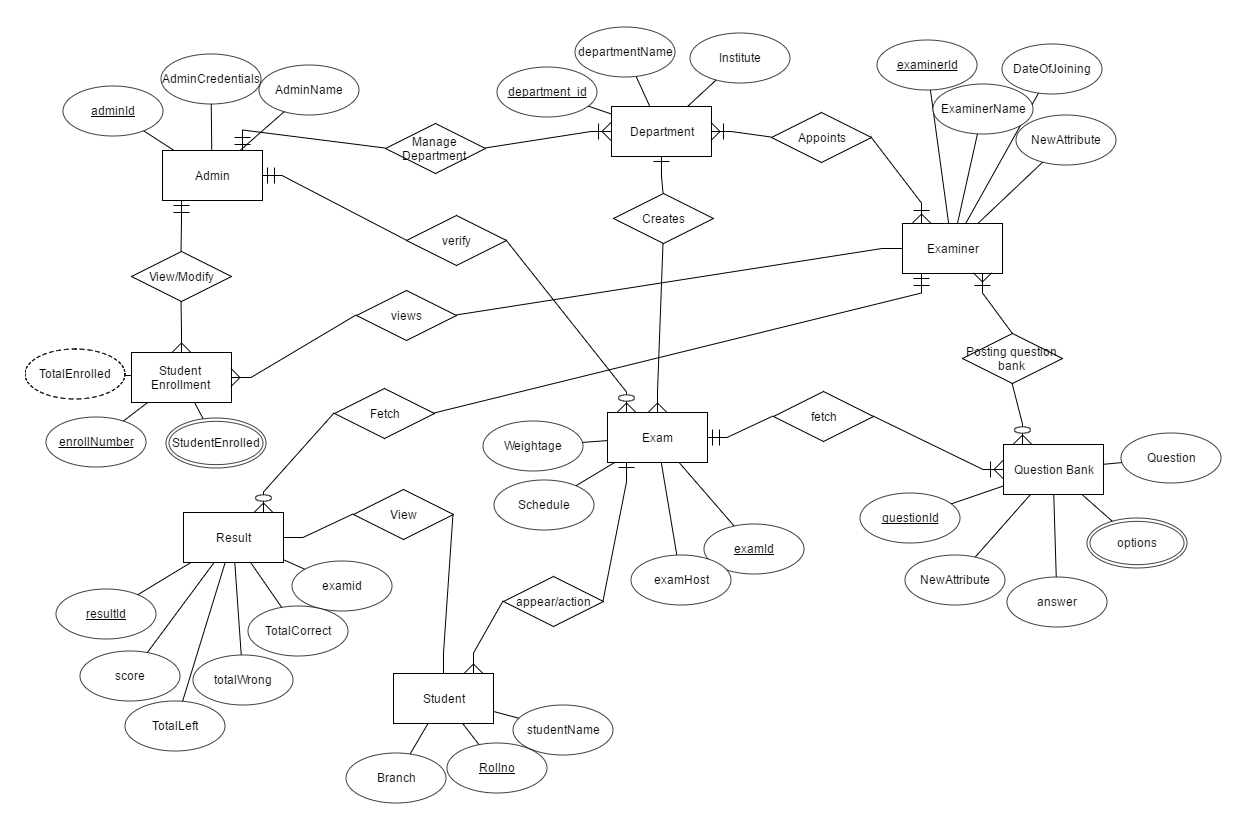 departmentName
Institute
examinerId
DateOfJoining
AdminCredentials
AdminName
department_id
adminId
ExaminerName
NewAttribute
Department
Appoints
Manage
Department
Admin
Creates
verify
Examiner
View/Modify
views
Posting question
bank
TotalEnrolled
Student
Enrollment
Fetch
fetch
enrollNumber
StudentEnrolled
Weightage
Exam
Question Bank
Question
Schedule
View
questionId
options
Result
examId
examHost
NewAttribute
answer
examid
appear/action
resultId
TotalCorrect
score
totalWrong
TotalLeft
Student
studentName
Branch
Rollno